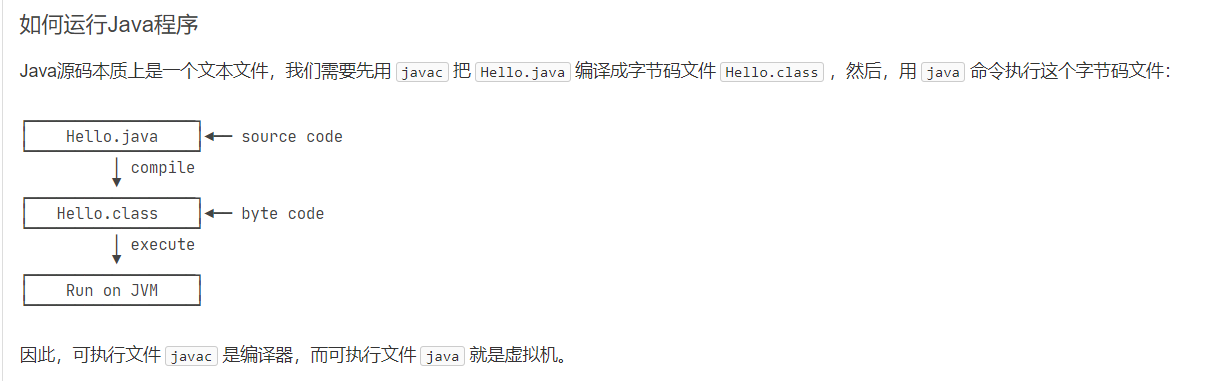 如何运行Java程序
Java源码本质上是一个文本文件，我们需要先用 javac 把 Hello.java 编译成字节码文件 Hello.class ，然后，用 java 命令执行这个字节码文件：
Hello.java ← source code
compile
Hello.class ← byte code
execute
Run on JVM
因此，可执行文件 javac 是编译器，而可执行文件 java 就是虚拟机。